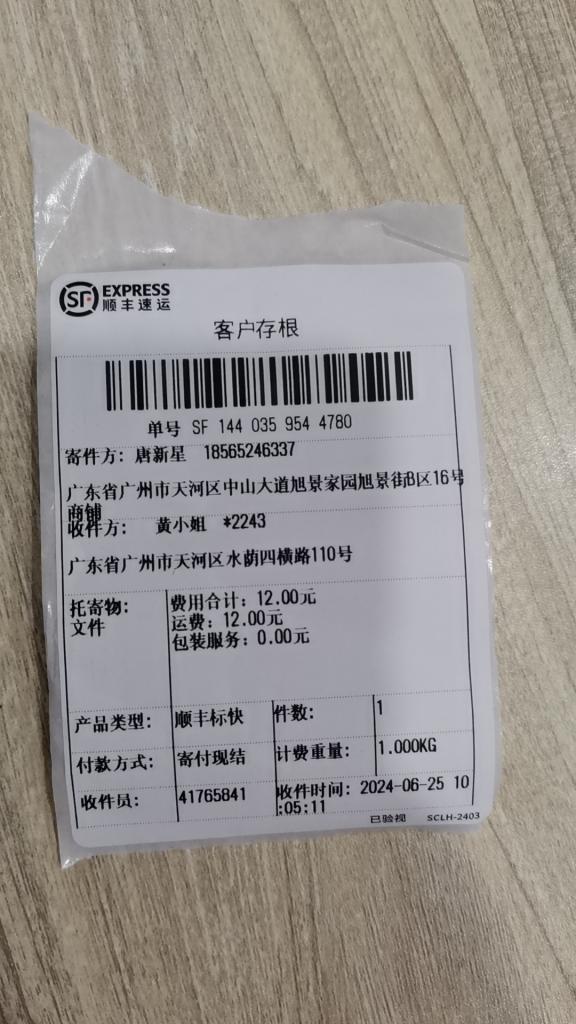 SF EXPRESS
顺丰速运
客户存根
单号 SF 144 035 954 4780
寄件方: 唐新星 18565246337
广东省广州市天河区中山大道旭景家园旭景街B区16号
商铺
收件方: 黄小姐 *2243
广东省广州市天河区水荫四横路110号
托寄物: 费用合计: 12.00元
文件 运费: 12.00元
包装服务: 0.00元
产品类型: 顺丰标快 件数: 1
付款方式: 寄付现结 计费重量: 1.000KG
收件员: 41765841 收件时间: 2024-06-25 10
:05:11
已验视 SCLH-2403